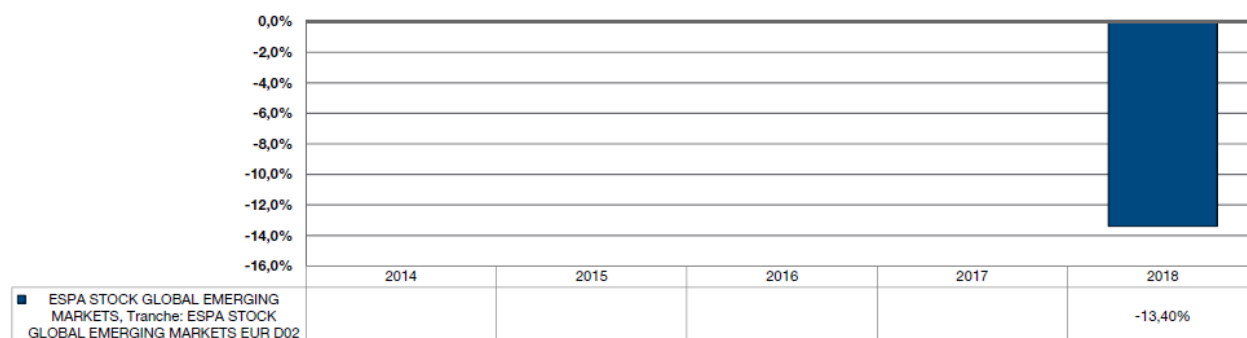 0,0%
-2,0%
-4,0%
-6,0%
-8,0%
-10,0%
-12,0%
-14,0%
-16,0%
2014 2015 2016 2017 2018
ESPA STOCK GLOBAL EMERGING
MARKETS, Tranche: ESPA STOCK
GLOBAL EMERGING MARKETS EUR D02
-13,40%